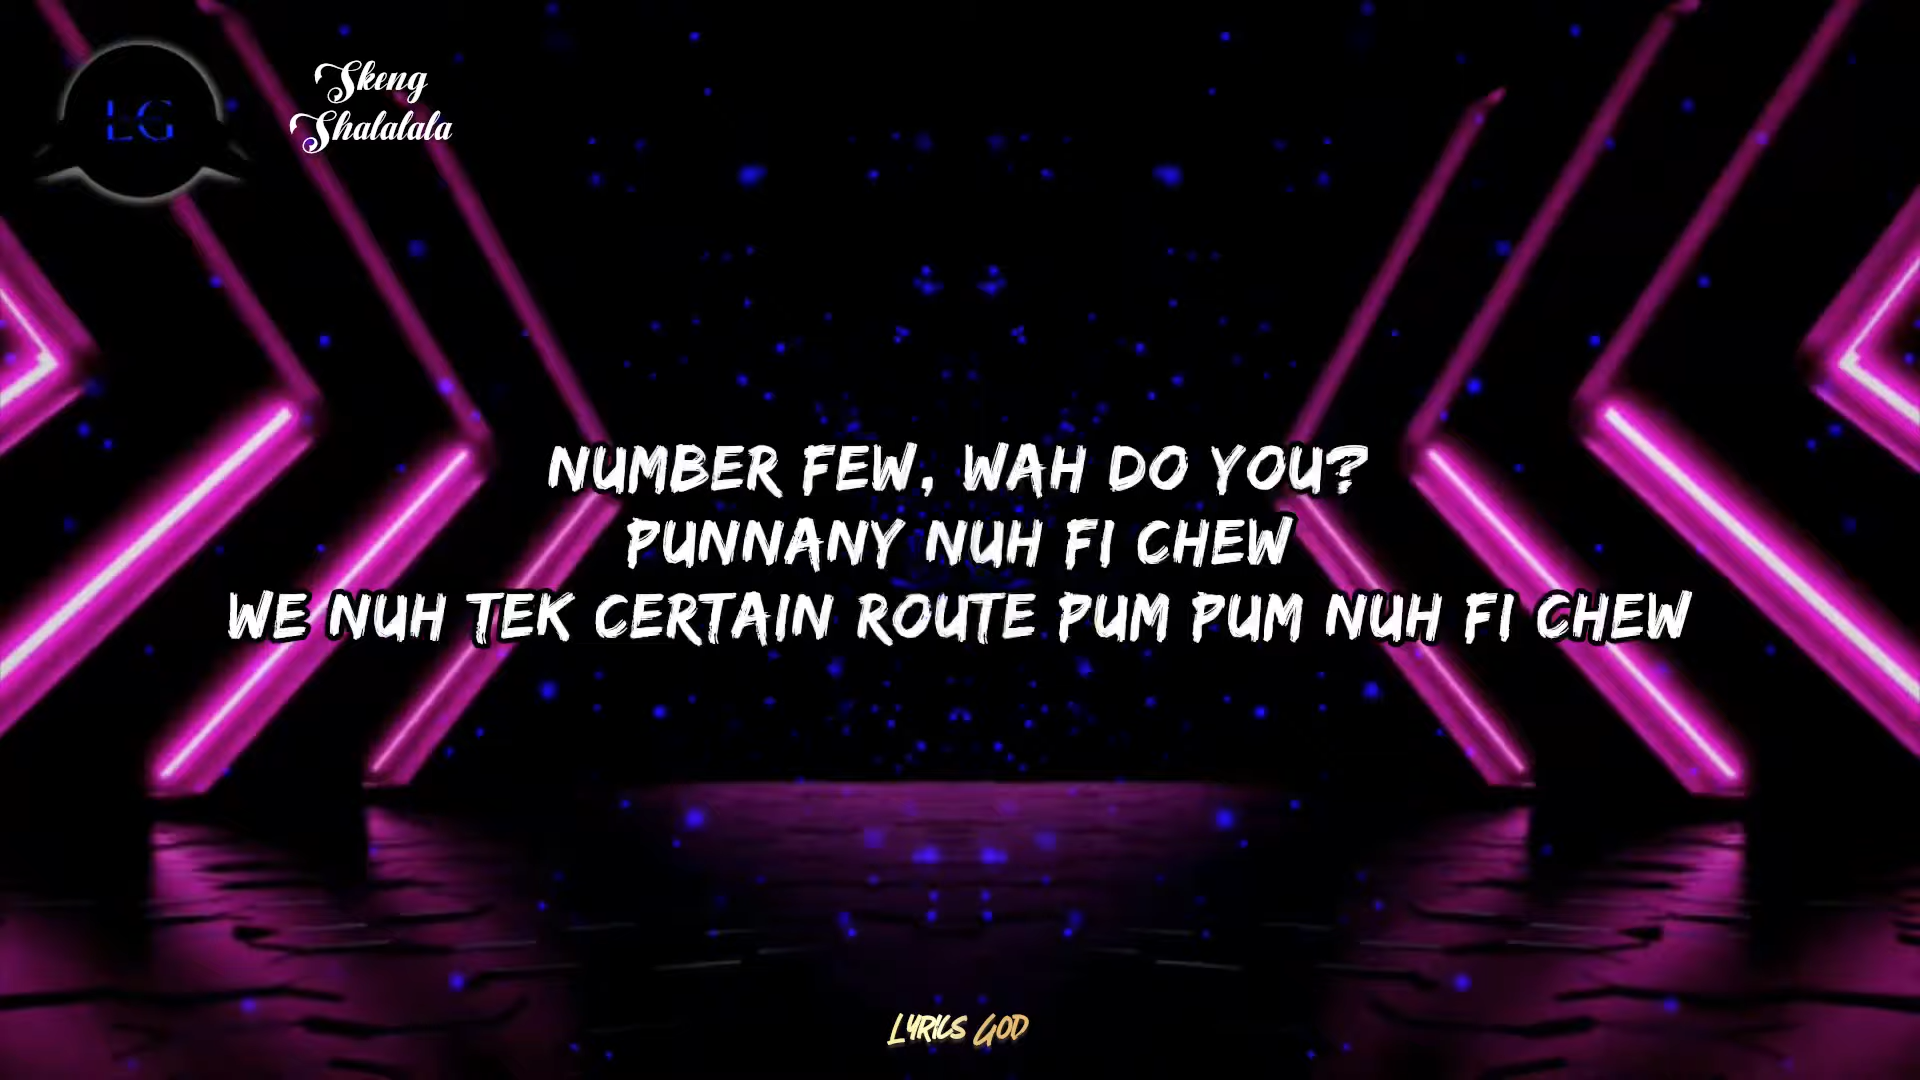 LG
Skeng
Shalalala
NUMBER FEW, WAH DO YOU?
PUNNANY NUH FI CHEW
WE NUH TEK CERTAIN ROUTE PUM PUM NUH FI CHEW
LYRICS GOD